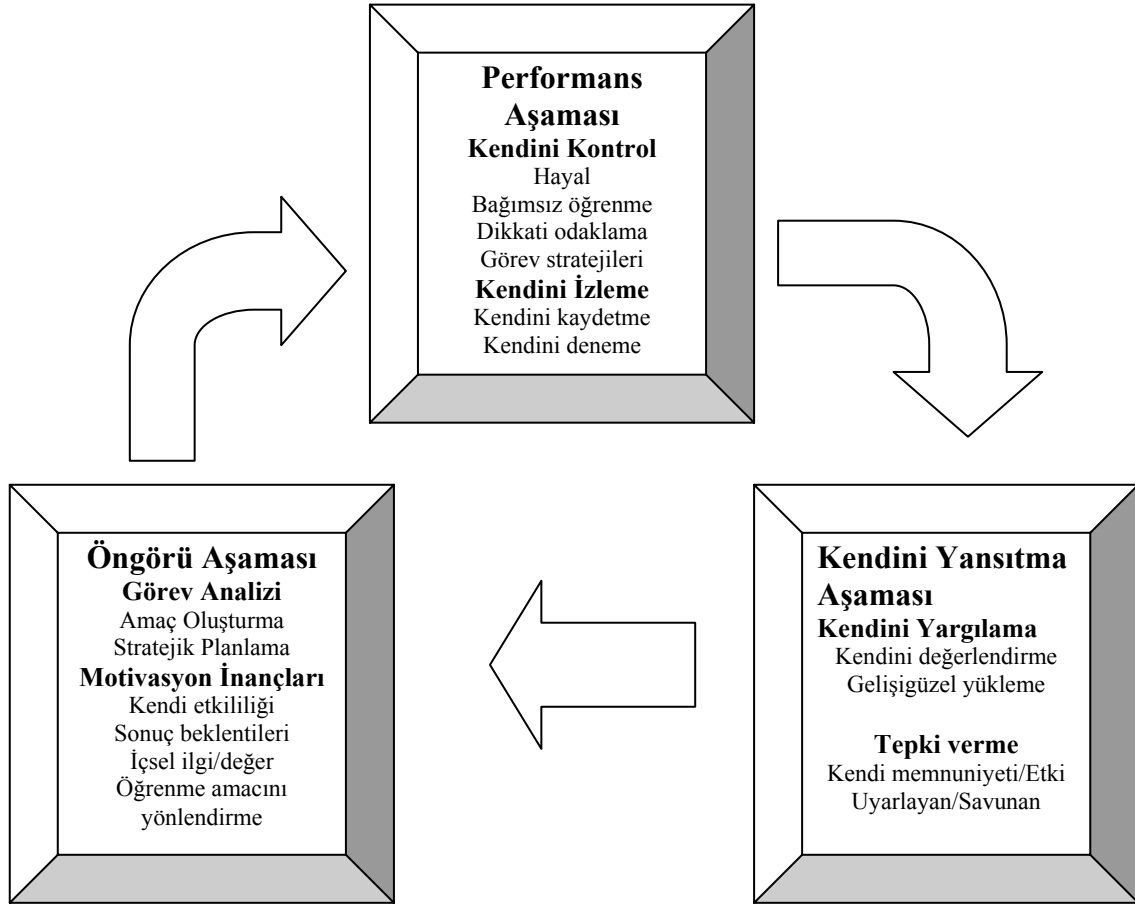 Performans
Aşaması
Kendini Kontrol
Hayal
Bağımsız öğrenme
Dikkati odaklama
Görev stratejileri
Kendini İzleme
Kendini kaydetme
Kendini deneme
Öngörü Aşaması
Görev Analizi
Amaç Oluşturma
Stratejik Planlama
Motivasyon İnançları
Kendi etkililiği
Sonuç beklentileri
İçsel ilgi/değer
Öğrenme amacını
yönlendirme
Kendini Yansıtma
Aşaması
Kendini Yargılama
Kendini değerlendirme
Gelişigüzel yükleme
Tepki verme
Kendi memnuniyeti/Etki
Uyarlayan/Savunan